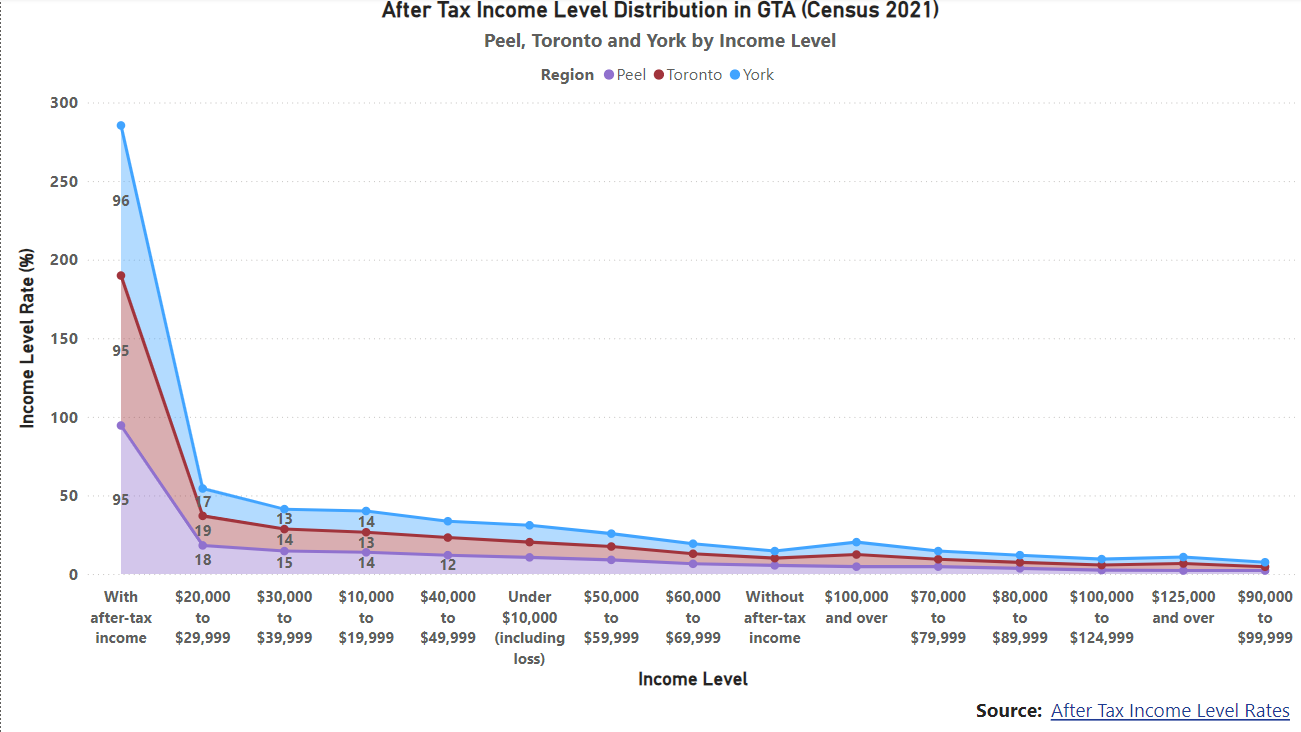 After Tax Income Level Distribution in GTA (Census 2021)
Peel, Toronto and York by Income Level
Region Peel Toronto York
Income Level Rate (%)
300
250
200
150
100
50
0
96
95
95
17
19
18
13
14
15
14
13
14
12
With after-tax income
$20,000 to $29,999
$30,000 to $39,999
$10,000 to $19,999
$40,000 to $49,999
Under $10,000 (including loss)
$50,000 to $59,999
$60,000 to $69,999
Without after-tax income
$100,000 and over
$70,000 to $79,999
$80,000 to $89,999
$100,000 to $124,999
$125,000 and over
$90,000 to $99,999
Income Level
Source: After Tax Income Level Rates